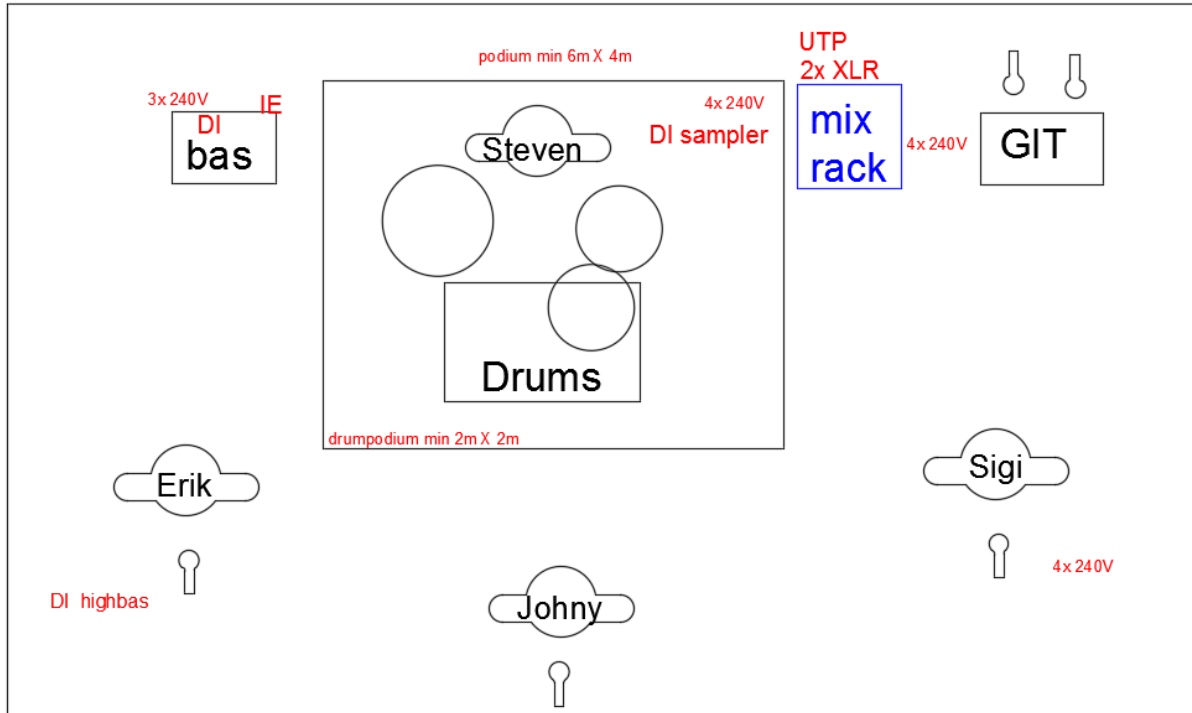 podium min 6m X 4m
UTP
2x XLR
3x 240V
IE
DI
bas
Steven
4x 240V
DI sampler
mix
rack
4x 240V
GIT
Drums
drumpodium min 2m X 2m
Erik
Sigi
DI highbas
Johny
4x 240V